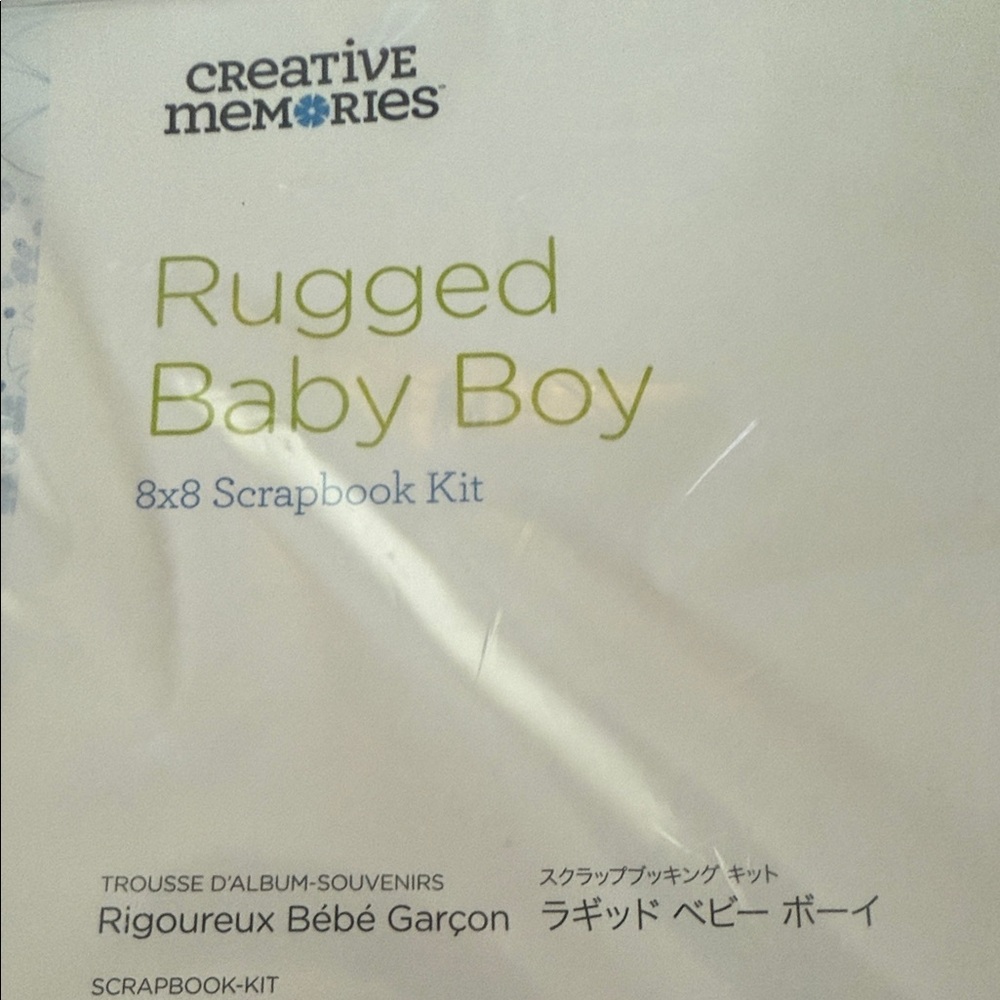 CREATIVE
MEMORIES™
Rugged
Baby Boy
8x8 Scrapbook Kit
TROUSSE D'ALBUM-SOUVENIRS
Rigoureux Bébé Garçon
スクラップブッキング キット
ラギッド ベビー ボーイ
SCRAPBOOK-KIT